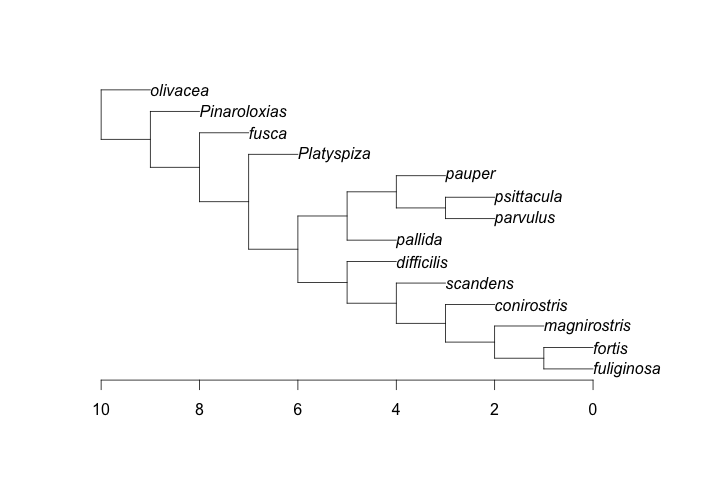 olivacea
Pinaroloxias
fusca
Platyspiza
pauper
psittacula
parvulus
pallida
difficilis
scandens
conirostris
magnirostris
fortis
fuliginosa
10 8 6 4 2 0